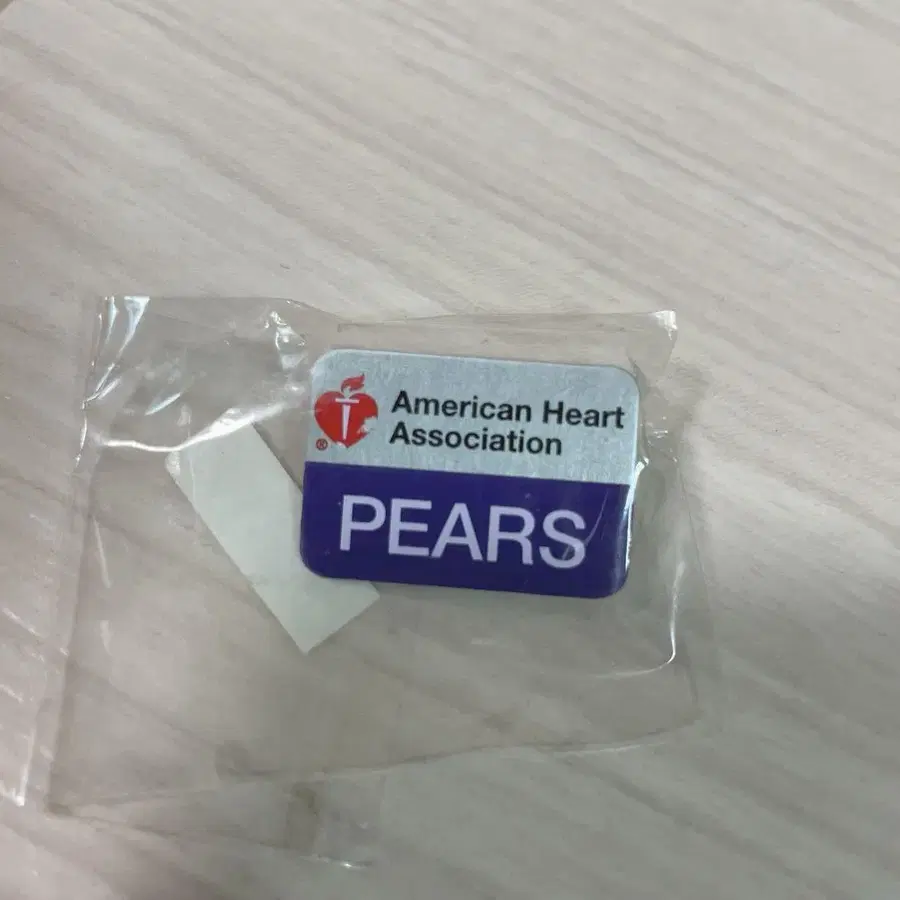 American Heart
Association
®
PEARS